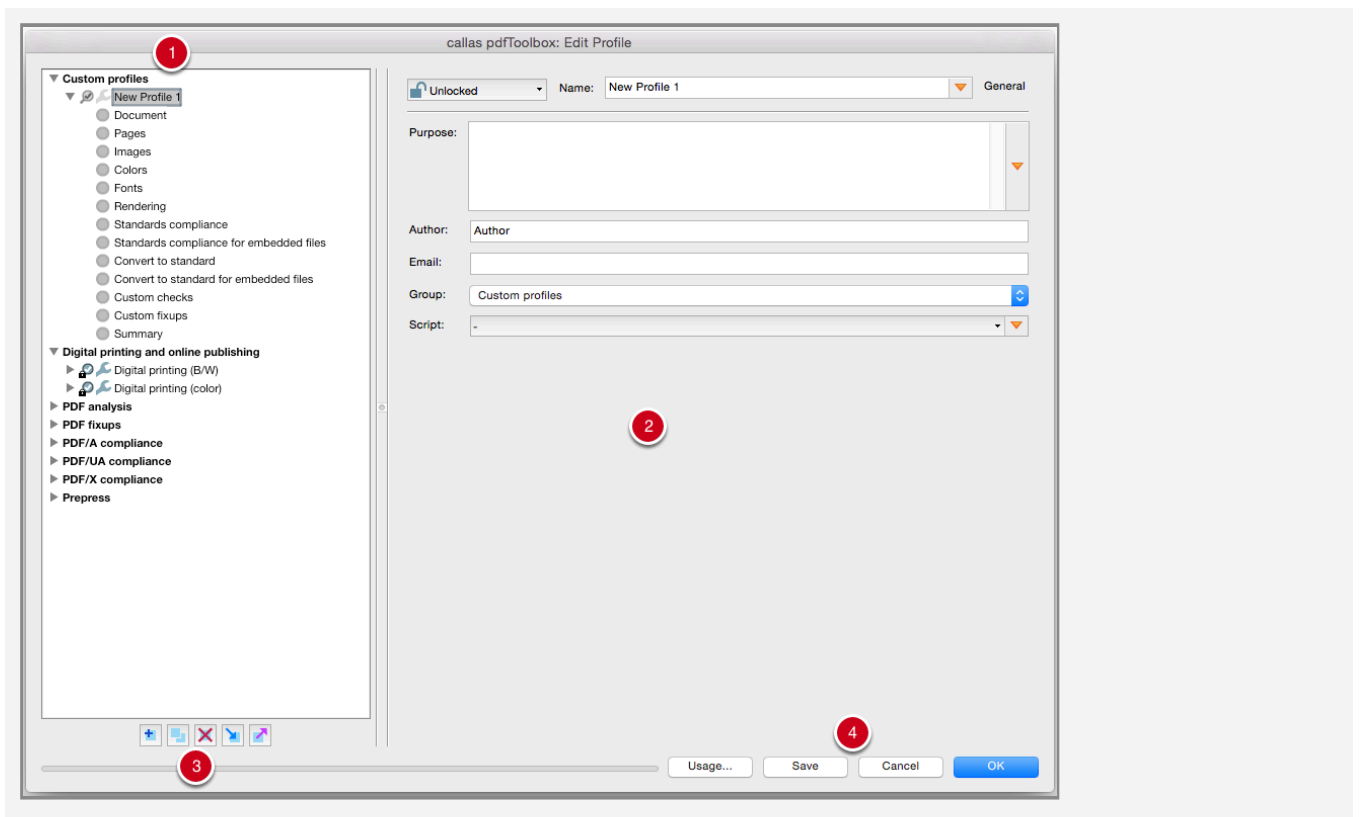 callas pdfToolbox: Edit Profile
1
Custom profiles
New Profile 1
Document
Pages
Images
Colors
Fonts
Rendering
Standards compliance
Standards compliance for embedded files
Convert to standard
Convert to standard for embedded files
Custom checks
Custom fixups
Summary
Digital printing and online publishing
Digital printing (B/W)
Digital printing (color)
PDF analysis
PDF fixups
PDF/A compliance
PDF/UA compliance
PDF/X compliance
Prepress
3
Unlocked Name: New Profile 1 General
Purpose:
Author: Author
Email:
Group: Custom profiles
Script: -
2
4
Usage... Save Cancel OK